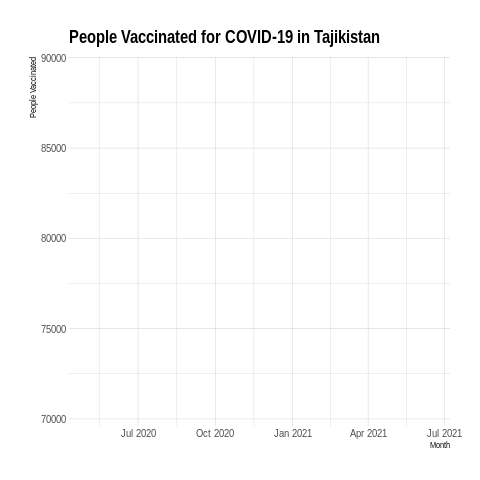 People Vaccinated for COVID-19 in Tajikistan
People Vaccinated
90000
85000
80000
75000
70000
Jul 2020 Oct 2020 Jan 2021 Apr 2021 Jul 2021
Month